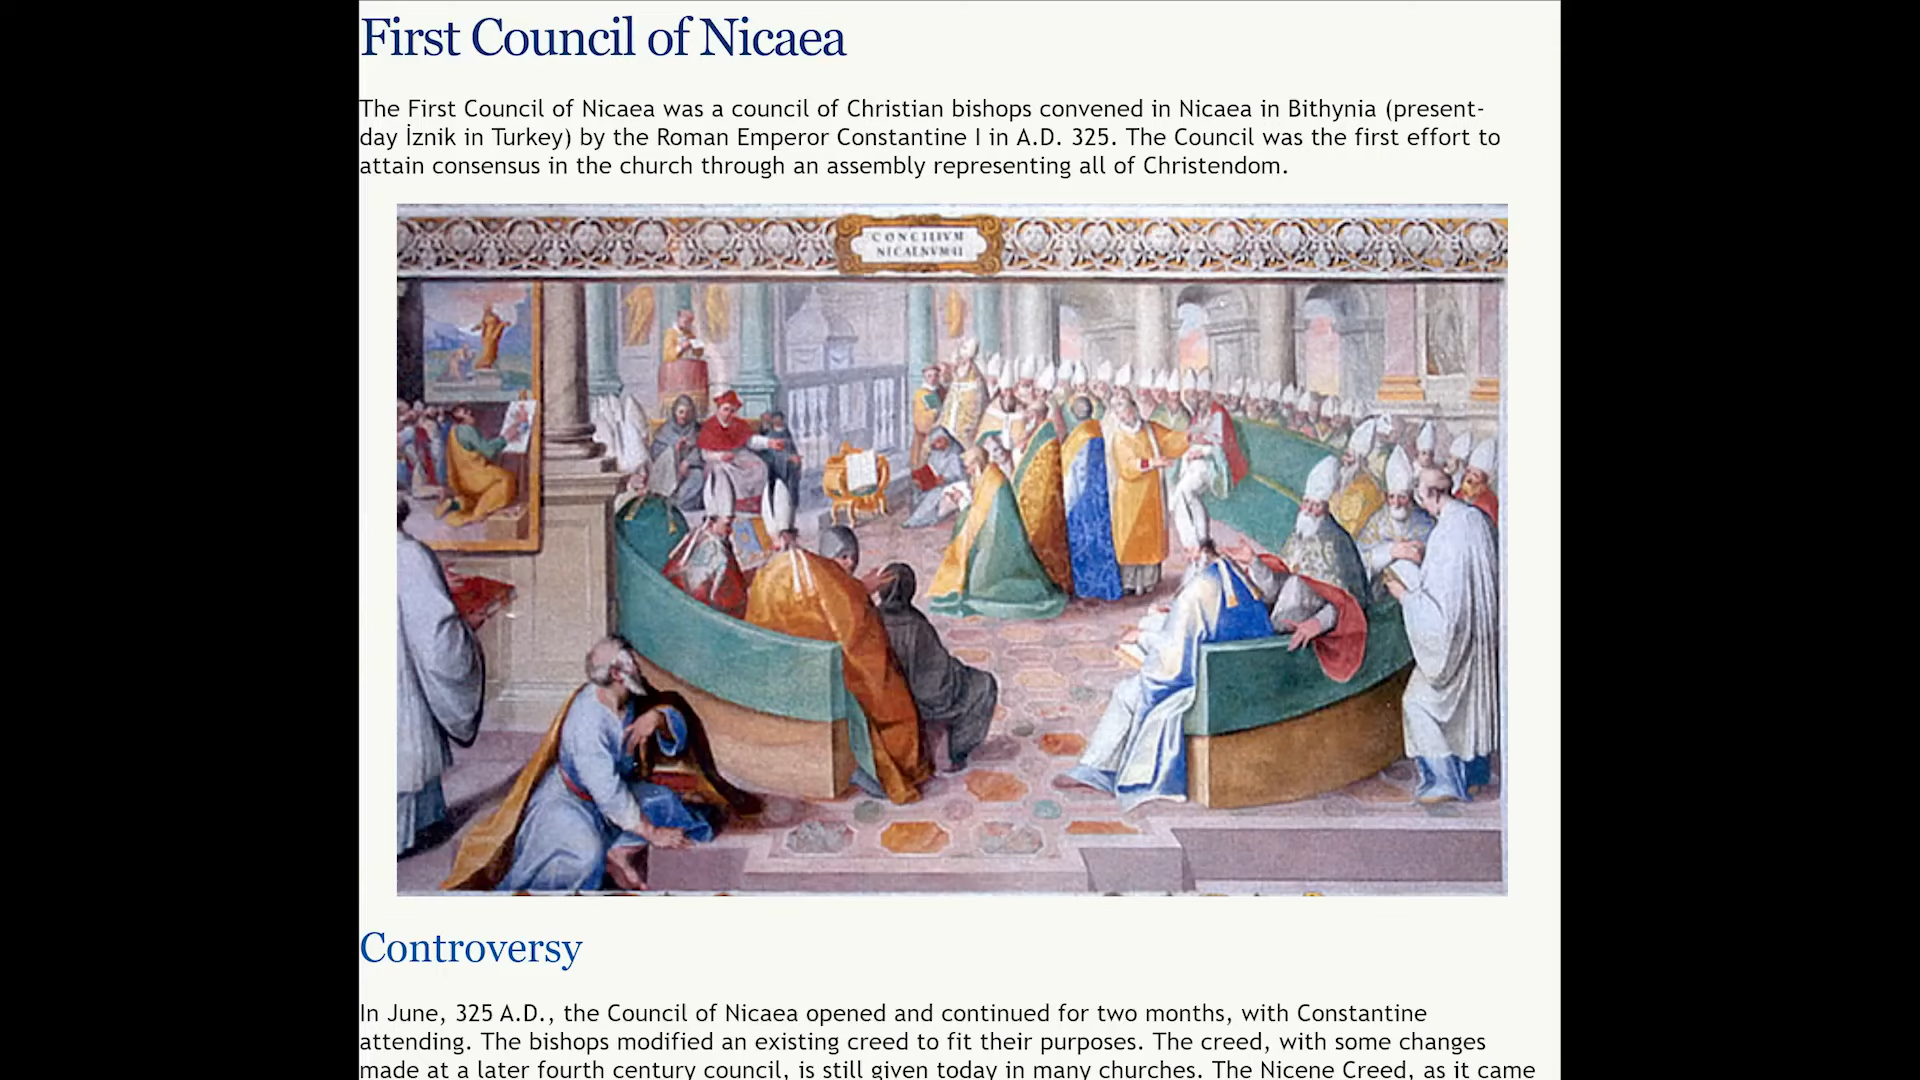 First Council of Nicaea
The First Council of Nicaea was a council of Christian bishops convened in Nicaea in Bithynia (present-
day İznik in Turkey) by the Roman Emperor Constantine I in A.D. 325. The Council was the first effort to
attain consensus in the church through an assembly representing all of Christendom.
CONCILIVM
Controversy
In June, 325 A.D., the Council of Nicaea opened and continued for two months, with Constantine
attending. The bishops modified an existing creed to fit their purposes. The creed, with some changes
made at a later fourth century council, is still given today in many churches. The Nicene Creed, as it came